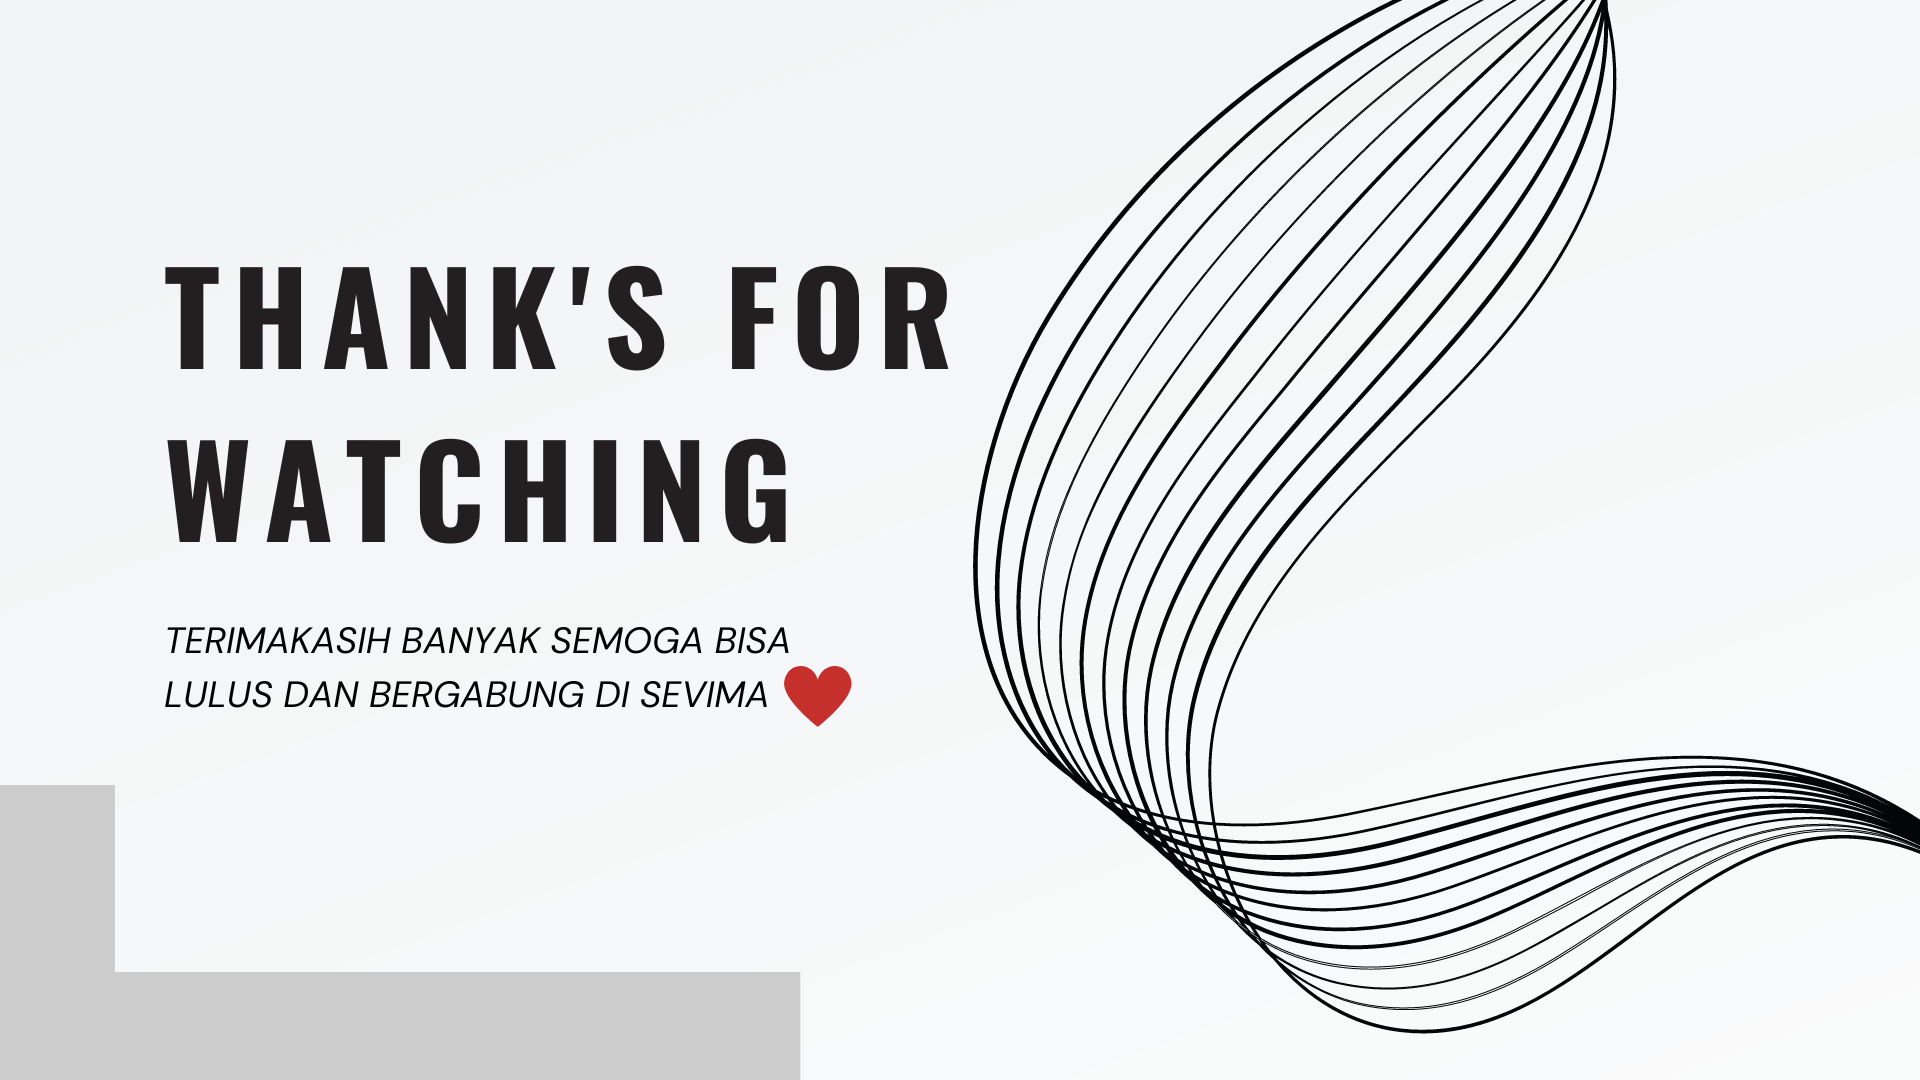 THANK'S FOR
WATCHING
TERIMAKASIH BANYAK SEMOGA BISA
LULUS DAN BERGABUNG DI SEVIMA